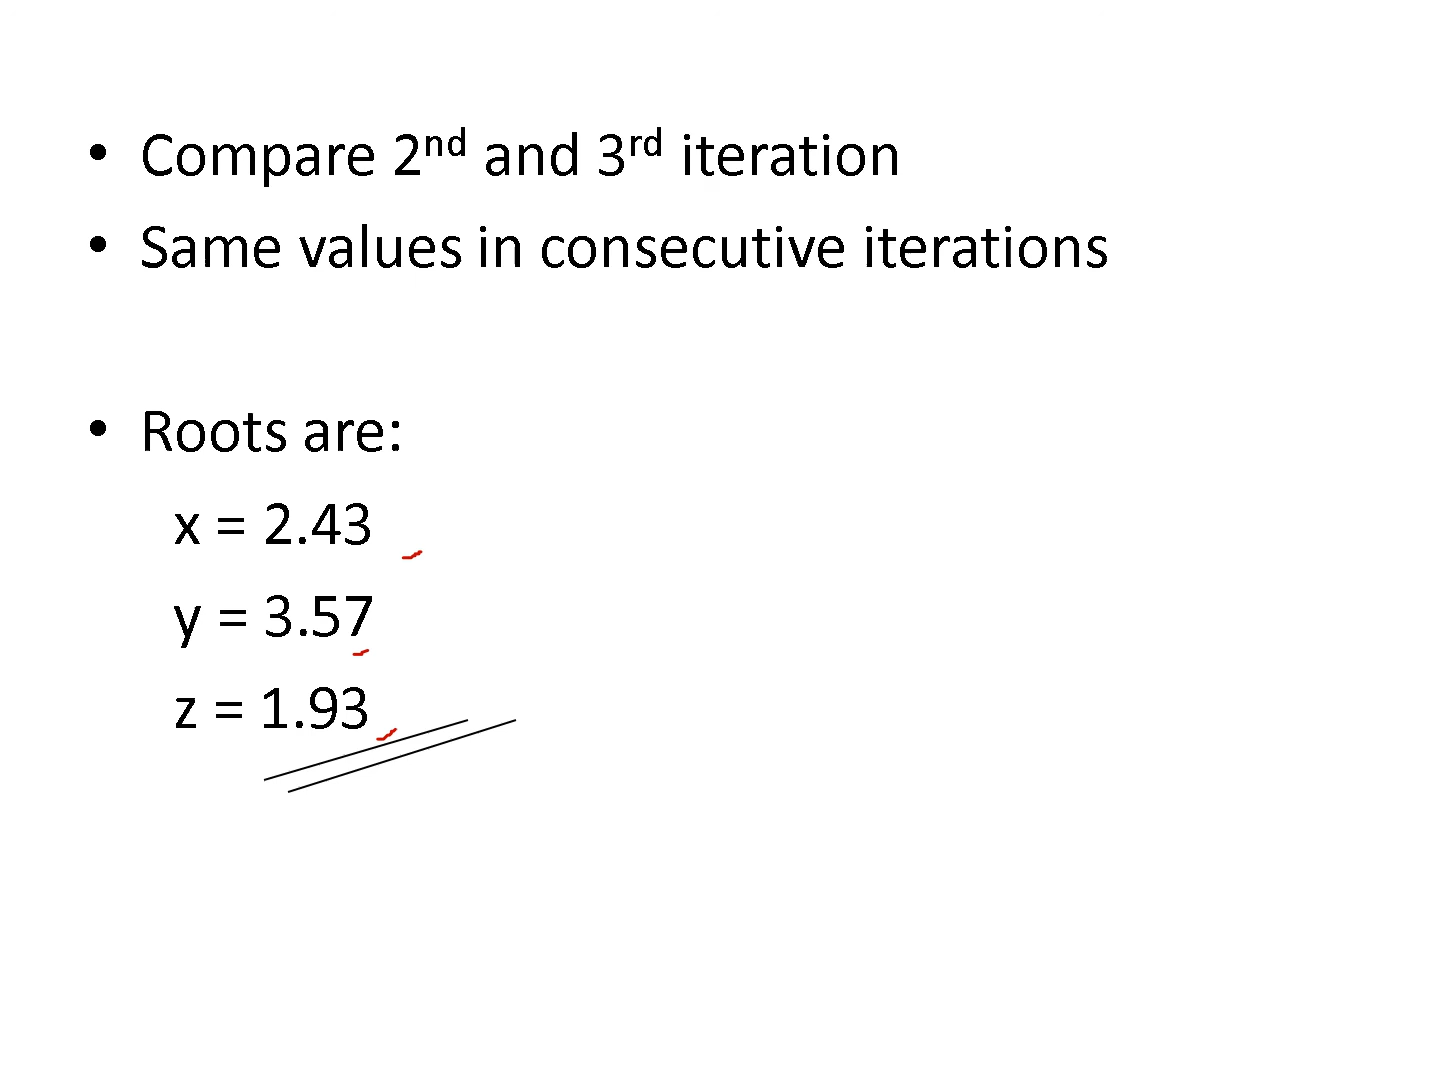 • Compare 2nd and 3rd iteration
• Same values in consecutive iterations
• Roots are:
x = 2.43
y = 3.57
z = 1.93